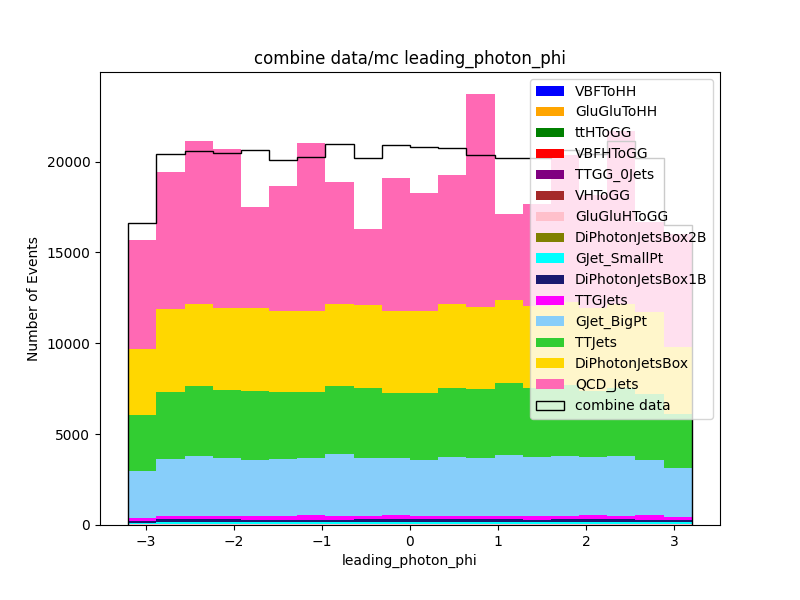 combine data/mc leading_photon_phi
Number of Events
20000
15000
10000
5000
0
−3
−2
−1
0
1
2
3
leading_photon_phi
VBFToHH
GluGluToHH
ttHToGG
VBFHToGG
TTGG_0Jets
VHToGG
GluGluHToGG
DiPhotonJetsBox2B
GJet_SmallPt
DiPhotonJetsBox1B
TTGJets
GJet_BigPt
TTJets
DiPhotonJetsBox
QCD_Jets
combine data